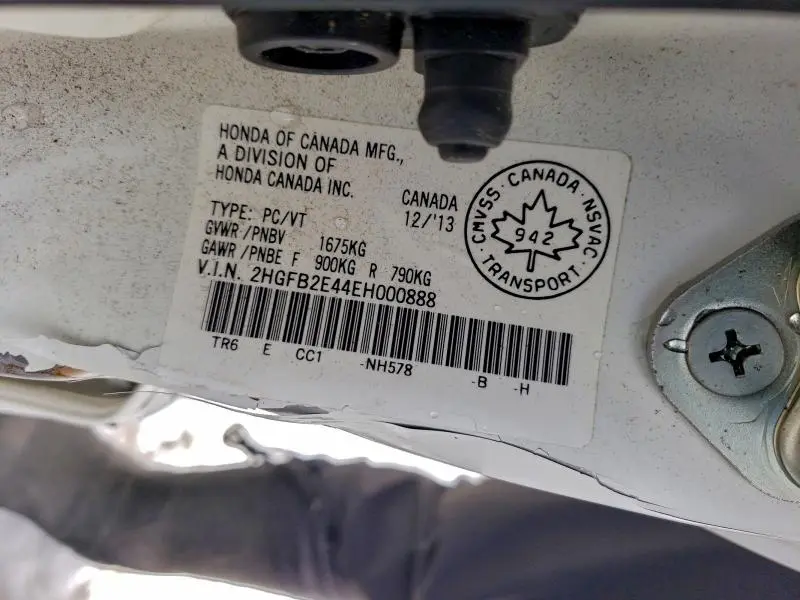 HONDA OF CANADA MFG.,
A DIVISION OF
HONDA CANADA INC.
CANADA
12/'13
TYPE: PC/VT
GVWR/PNBV 1675KG
GAWR/PNBE F 900KG R 790KG
V.I.N. 2HGFB2E44EH000888
TR6 E CC1 -NH578 -B -H
CMVSS · CANADA · NSVAC
942
· TRANSPORT ·